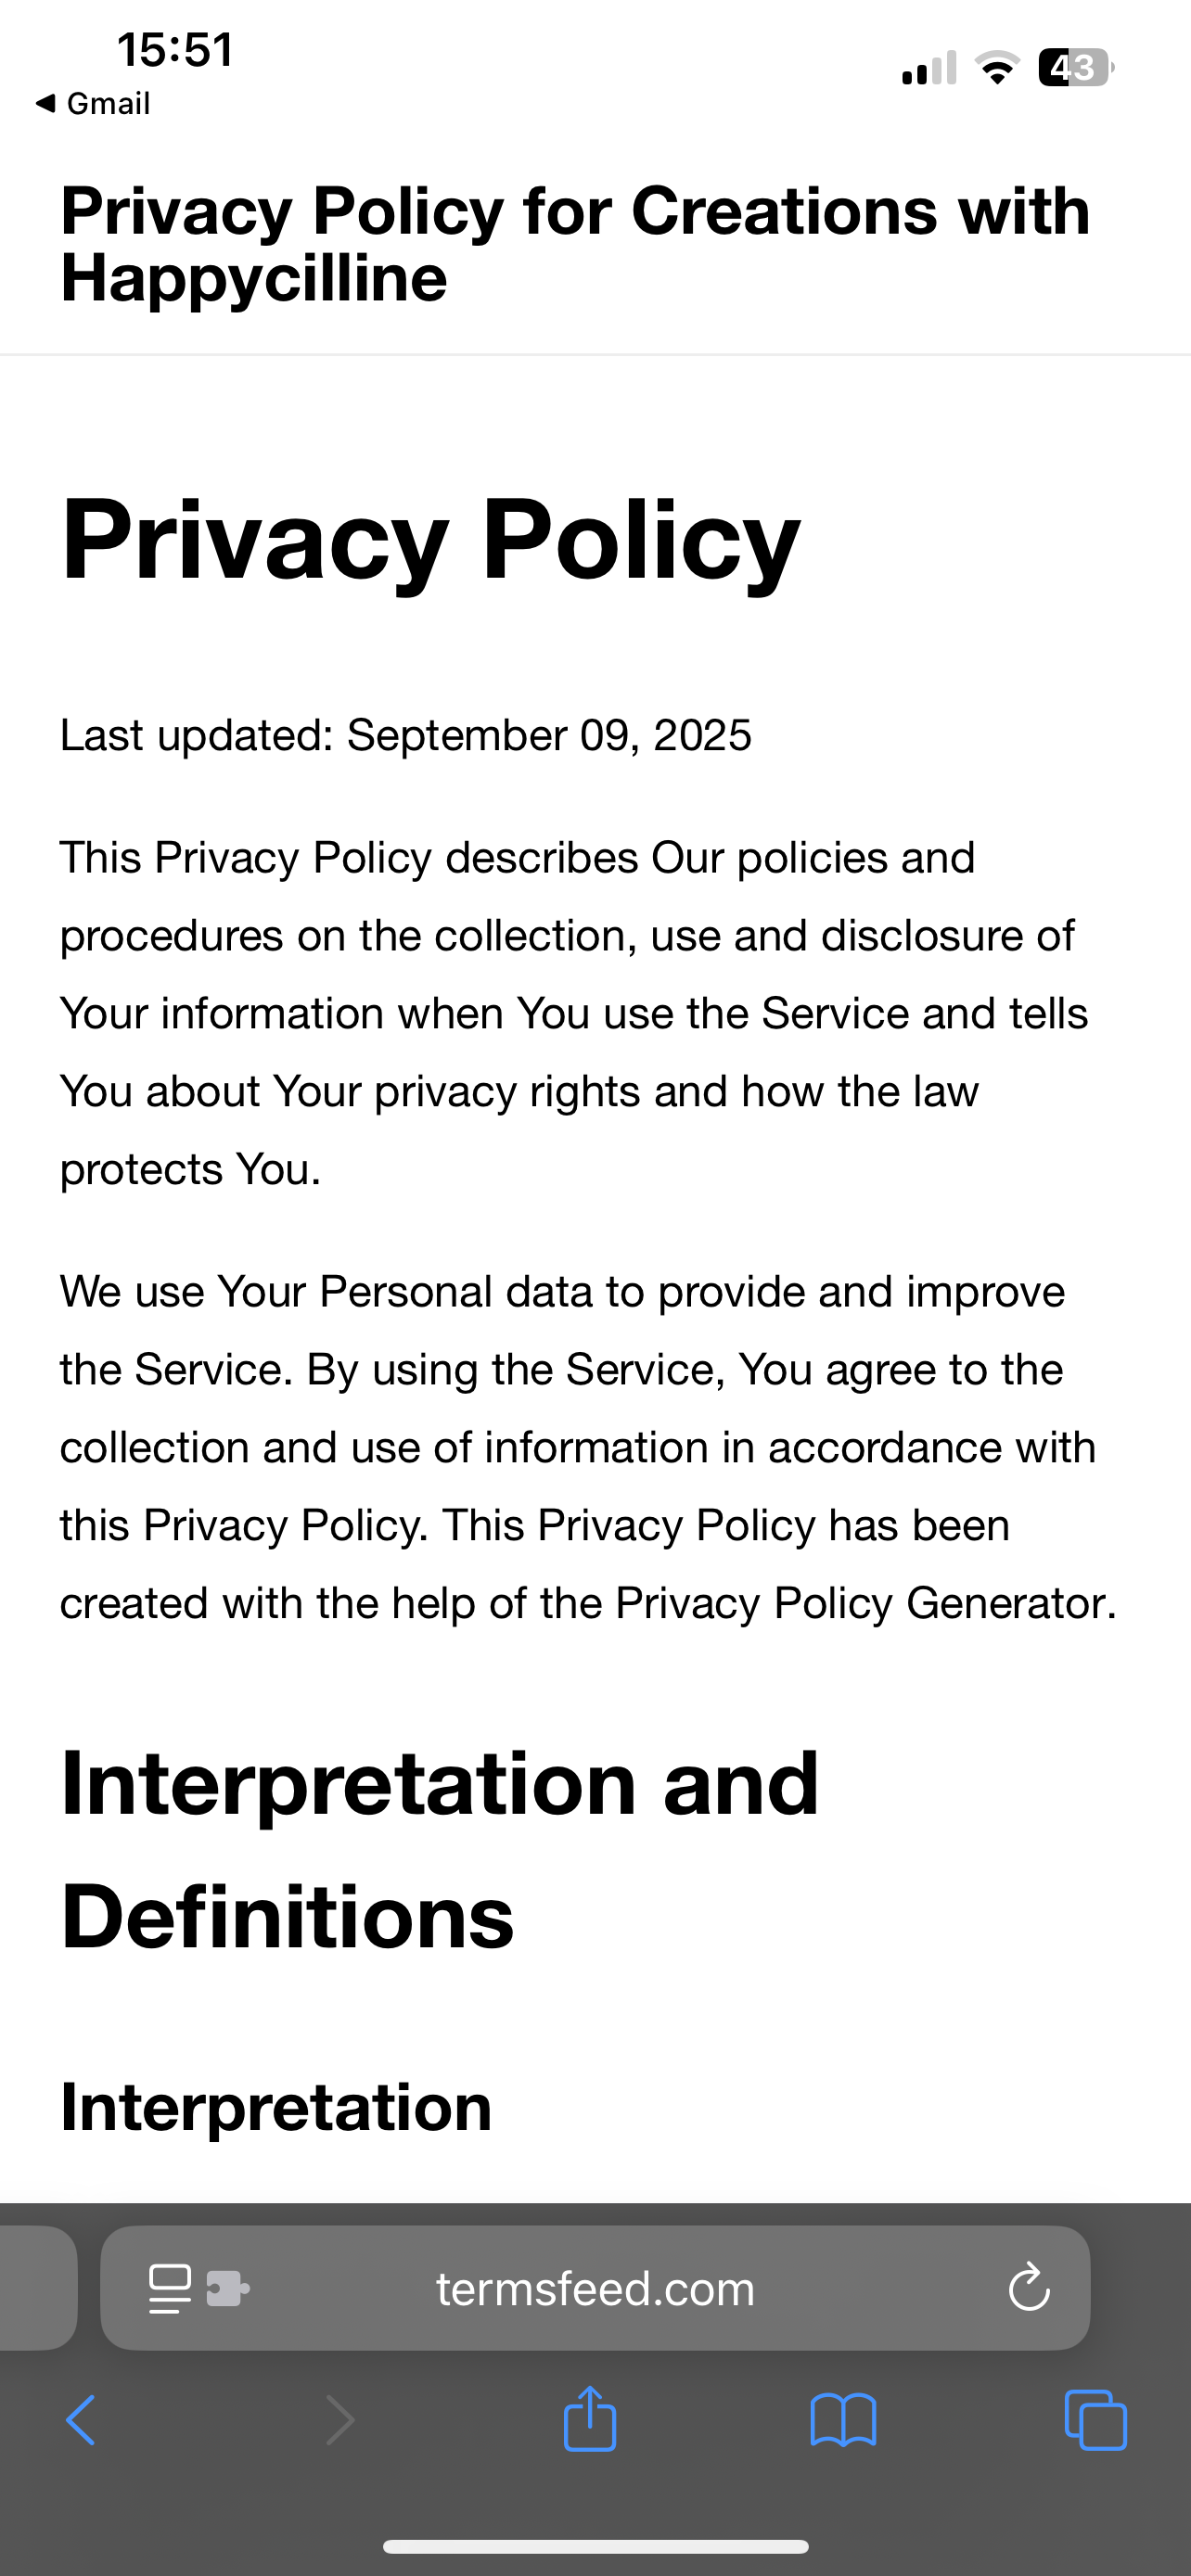 15:51
43
◀ Gmail
Privacy Policy for Creations with
Happycilline
Privacy Policy
Last updated: September 09, 2025
This Privacy Policy describes Our policies and
procedures on the collection, use and disclosure of
Your information when You use the Service and tells
You about Your privacy rights and how the law
protects You.
We use Your Personal data to provide and improve
the Service. By using the Service, You agree to the
collection and use of information in accordance with
this Privacy Policy. This Privacy Policy has been
created with the help of the Privacy Policy Generator.
Interpretation and
Definitions
Interpretation
termsfeed.com